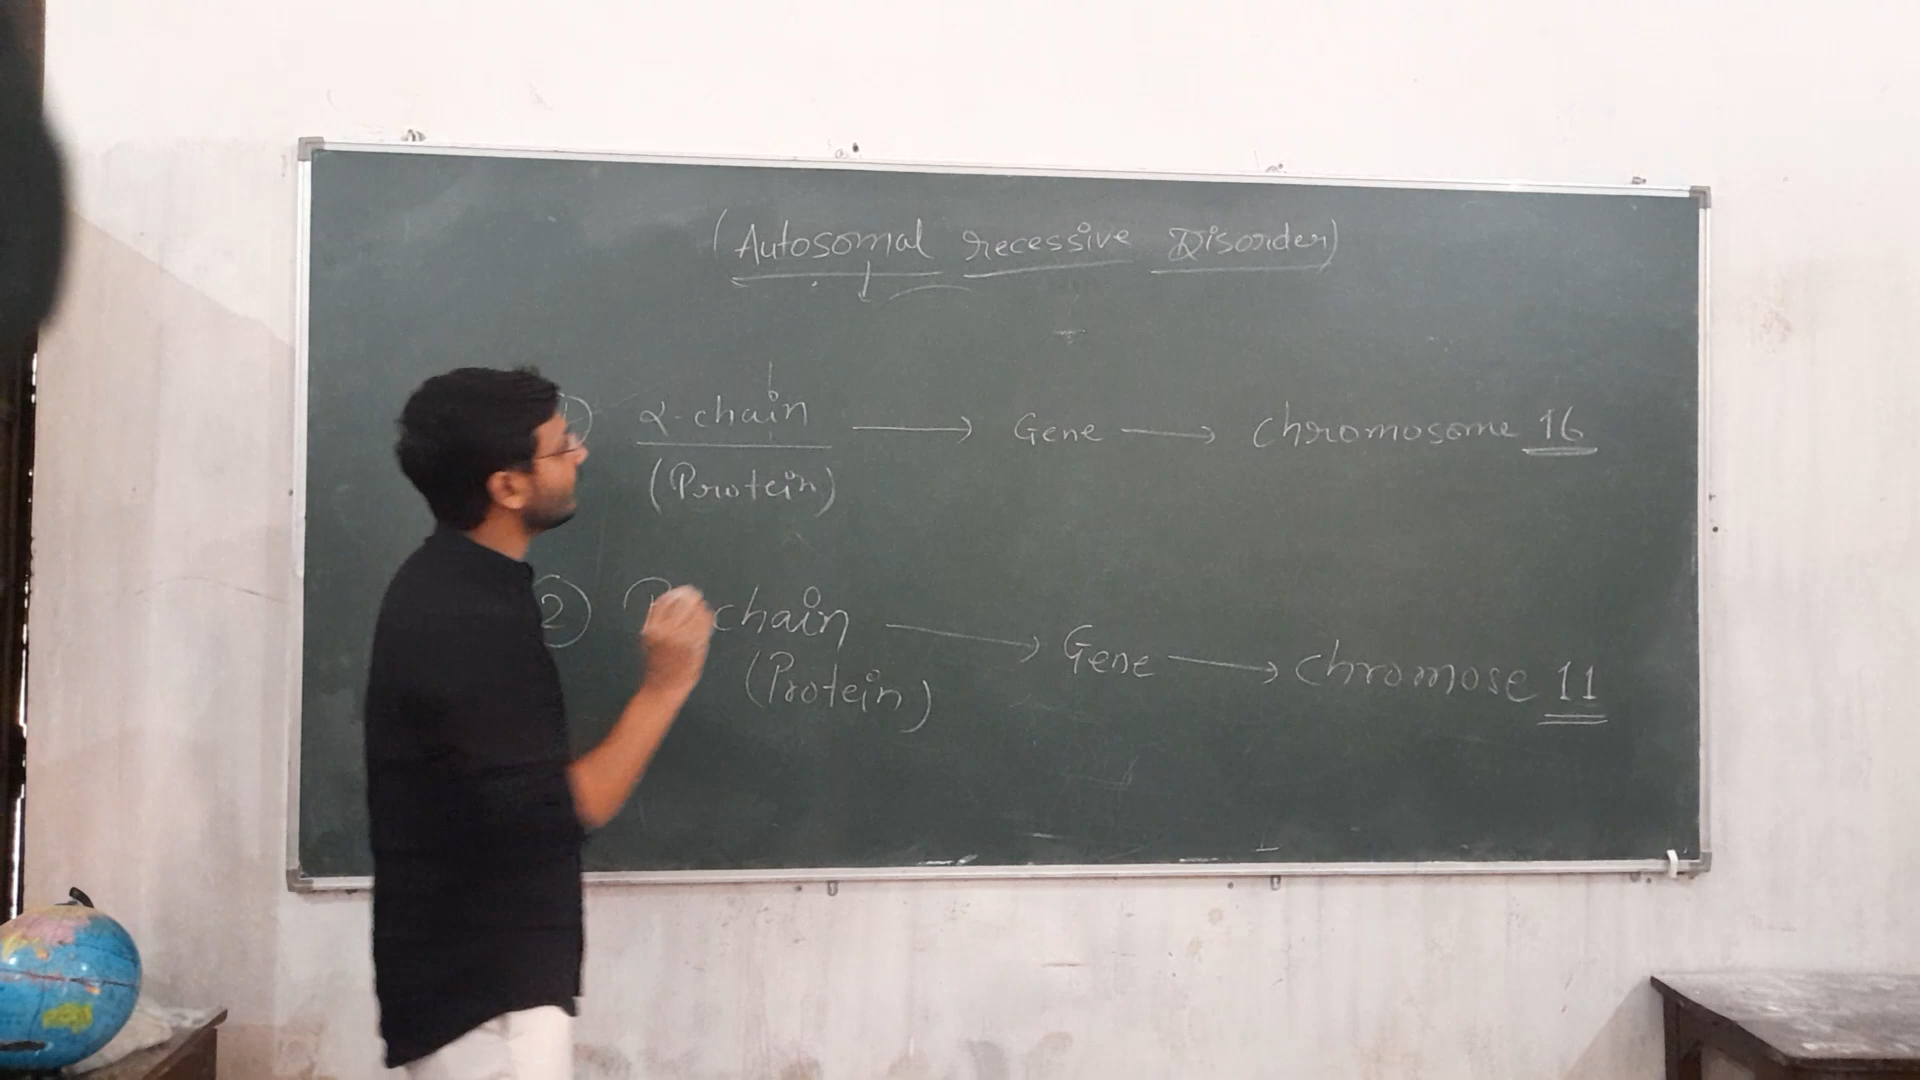 (Autosomal recessive Disorder)
α-chain → Gene → Chromosome 16
(Protein)
② chain → Gene → Chromose 11
(Protein)